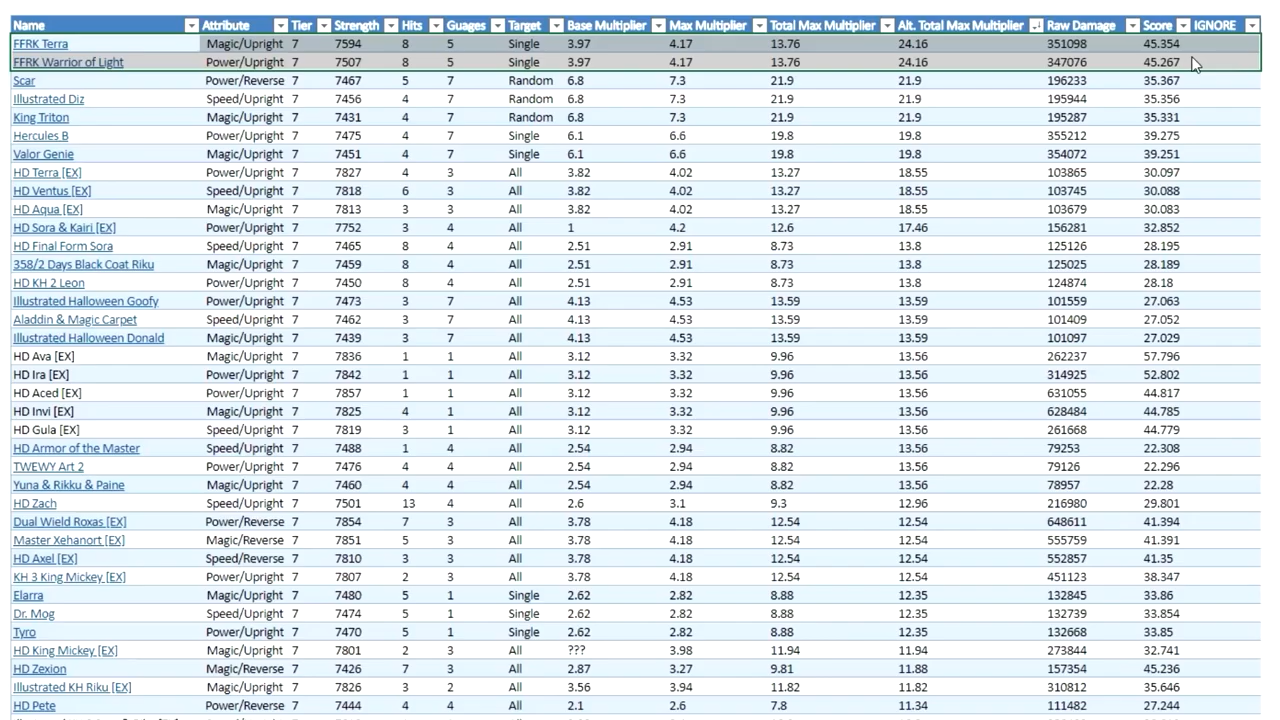 Name Attribute Tier Strength Hits Guages Target Base Multiplier Max Multiplier Total Max Multiplier Alt. Total Max Multiplier Raw Damage Score IGNORE
FFRK Terra Magic/Upright 7 7594 8 5 Single 3.97 4.17 13.76 24.16 351098 45.354
FFRK Warrior of Light Power/Upright 7 7507 8 5 Single 3.97 4.17 13.76 24.16 347076 45.267
Scar Power/Reverse 7 7467 5 7 Random 6.8 7.3 21.9 21.9 196233 35.367
Illustrated Diz Speed/Upright 7 7456 4 7 Random 6.8 7.3 21.9 21.9 195944 35.356
King Triton Magic/Upright 7 7431 4 7 Random 6.8 7.3 21.9 21.9 195287 35.331
Hercules B Power/Upright 7 7475 4 7 Single 6.1 6.6 19.8 19.8 355212 39.275
Valor Genie Magic/Upright 7 7451 4 7 Single 6.1 6.6 19.8 19.8 354072 39.251
HD Terra [EX] Power/Upright 7 7827 4 3 All 3.82 4.02 13.27 18.55 103865 30.097
HD Ventus [EX] Speed/Upright 7 7818 6 3 All 3.82 4.02 13.27 18.55 103745 30.088
HD Aqua [EX] Magic/Upright 7 7813 3 3 All 3.82 4.02 13.27 18.55 103679 30.083
HD Sora & Kairi [EX] Power/Upright 7 7752 3 4 All 1 4.2 12.6 17.46 156281 32.852
HD Final Form Sora Speed/Upright 7 7465 8 4 All 2.51 2.91 8.73 13.8 125126 28.195
358/2 Days Black Coat Riku Magic/Upright 7 7459 8 4 All 2.51 2.91 8.73 13.8 125025 28.189
HD KH 2 Leon Power/Upright 7 7450 8 4 All 2.51 2.91 8.73 13.8 124874 28.18
Illustrated Halloween Goofy Power/Upright 7 7473 3 7 All 4.13 4.53 13.59 13.59 101559 27.063
Aladdin & Magic Carpet Speed/Upright 7 7462 3 7 All 4.13 4.53 13.59 13.59 101409 27.052
Illustrated Halloween Donald Magic/Upright 7 7439 3 7 All 4.13 4.53 13.59 13.59 101097 27.029
HD Ava [EX] Magic/Upright 7 7836 1 1 All 3.12 3.32 9.96 13.56 262237 57.796
HD Ira [EX] Power/Upright 7 7842 1 1 All 3.12 3.32 9.96 13.56 314925 52.802
HD Aced [EX] Power/Upright 7 7857 1 1 All 3.12 3.32 9.96 13.56 631055 44.817
HD Invi [EX] Magic/Upright 7 7825 4 1 All 3.12 3.32 9.96 13.56 628484 44.785
HD Gula [EX] Speed/Upright 7 7819 3 1 All 3.12 3.32 9.96 13.56 261668 44.779
HD Armor of the Master Speed/Upright 7 7488 1 4 All 2.54 2.94 8.82 13.56 79253 22.308
TWEWY Art 2 Power/Upright 7 7476 4 4 All 2.54 2.94 8.82 13.56 79126 22.296
Yuna & Rikku & Paine Magic/Upright 7 7460 4 4 All 2.54 2.94 8.82 13.56 78957 22.28
HD Zach Speed/Upright 7 7501 13 4 All 2.6 3.1 9.3 12.96 216980 29.801
Dual Wield Roxas [EX] Power/Reverse 7 7854 7 3 All 3.78 4.18 12.54 12.54 648611 41.394
Master Xehanort [EX] Magic/Reverse 7 7851 5 3 All 3.78 4.18 12.54 12.54 555759 41.391
HD Axel [EX] Speed/Reverse 7 7810 3 3 All 3.78 4.18 12.54 12.54 552857 41.35
KH 3 King Mickey [EX] Power/Upright 7 7807 2 3 All 3.78 4.18 12.54 12.54 451123 38.347
Elarra Magic/Upright 7 7480 5 1 Single 2.62 2.82 8.88 12.35 132845 33.86
Dr. Mog Speed/Upright 7 7474 5 1 Single 2.62 2.82 8.88 12.35 132739 33.854
Tyro Power/Upright 7 7470 5 1 Single 2.62 2.82 8.88 12.35 132668 33.85
HD King Mickey [EX] Magic/Upright 7 7801 2 3 All ??? 3.98 11.94 11.94 273844 32.741
HD Zexion Magic/Reverse 7 7426 7 3 All 2.87 3.27 9.81 11.88 157354 45.236
Illustrated KH Riku [EX] Magic/Upright 7 7826 3 2 All 3.56 3.94 11.82 11.82 310812 35.646
HD Pete Power/Reverse 7 7444 4 4 All 2.1 2.6 7.8 11.34 111482 27.244